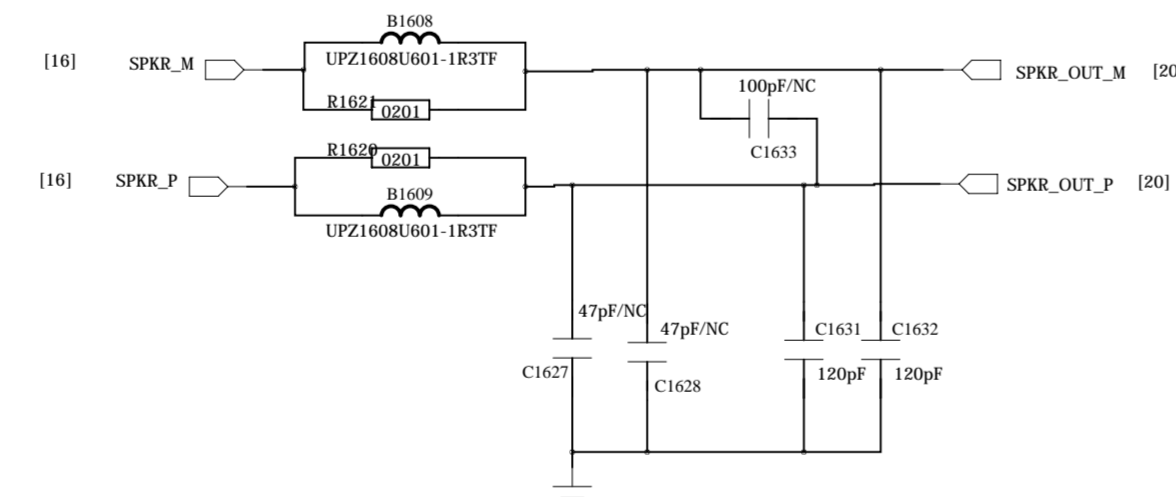 B1608
[16] SPKR_M UPZ1608U601-1R3TF
SPKR_OUT_M [20
100pF/NC
R1621 0201
C1633
R1620 0201
[16] SPKR_P SPKR_OUT_P [20]
B1609
UPZ1608U601-1R3TF
47pF/NC
47pF/NC C1631 C1632
C1627 120pF 120pF
C1628